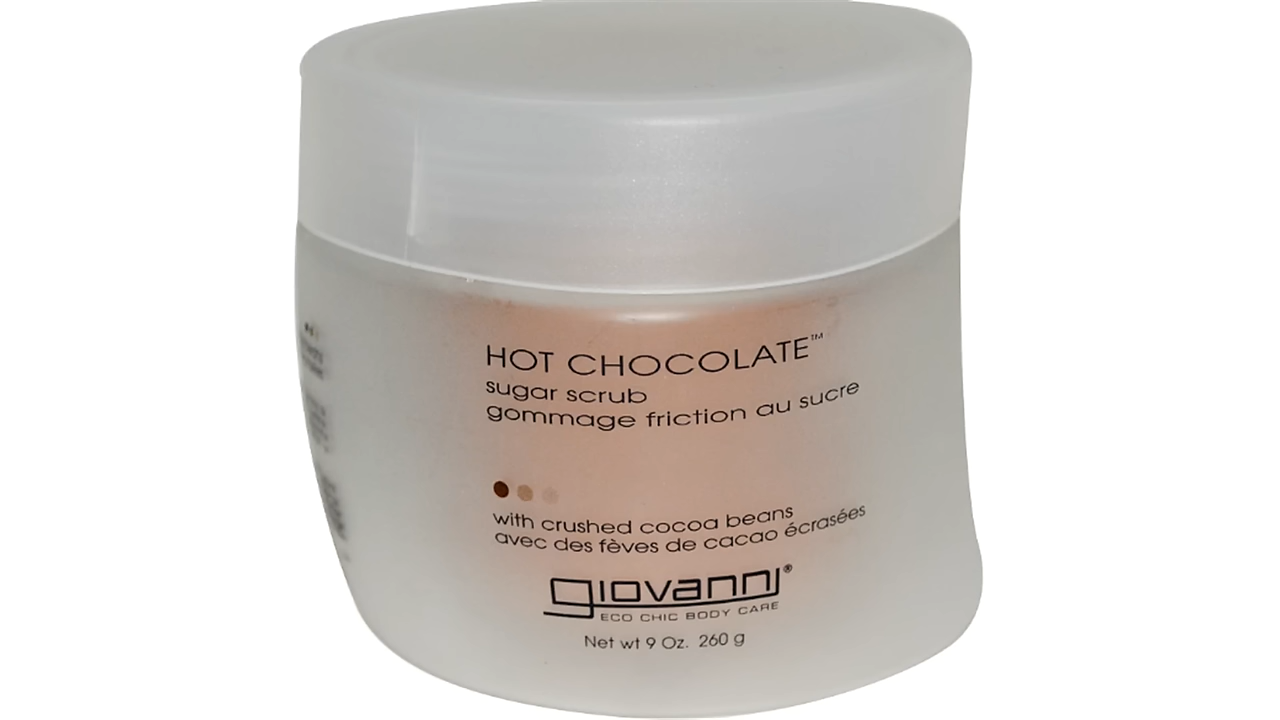 HOT CHOCOLATE™
sugar scrub
gommage friction au sucre
with crushed cocoa beans
avec des fèves de cacao écrasées
giovanni®
ECO CHIC BODY CARE
Net wt 9 Oz. 260 g